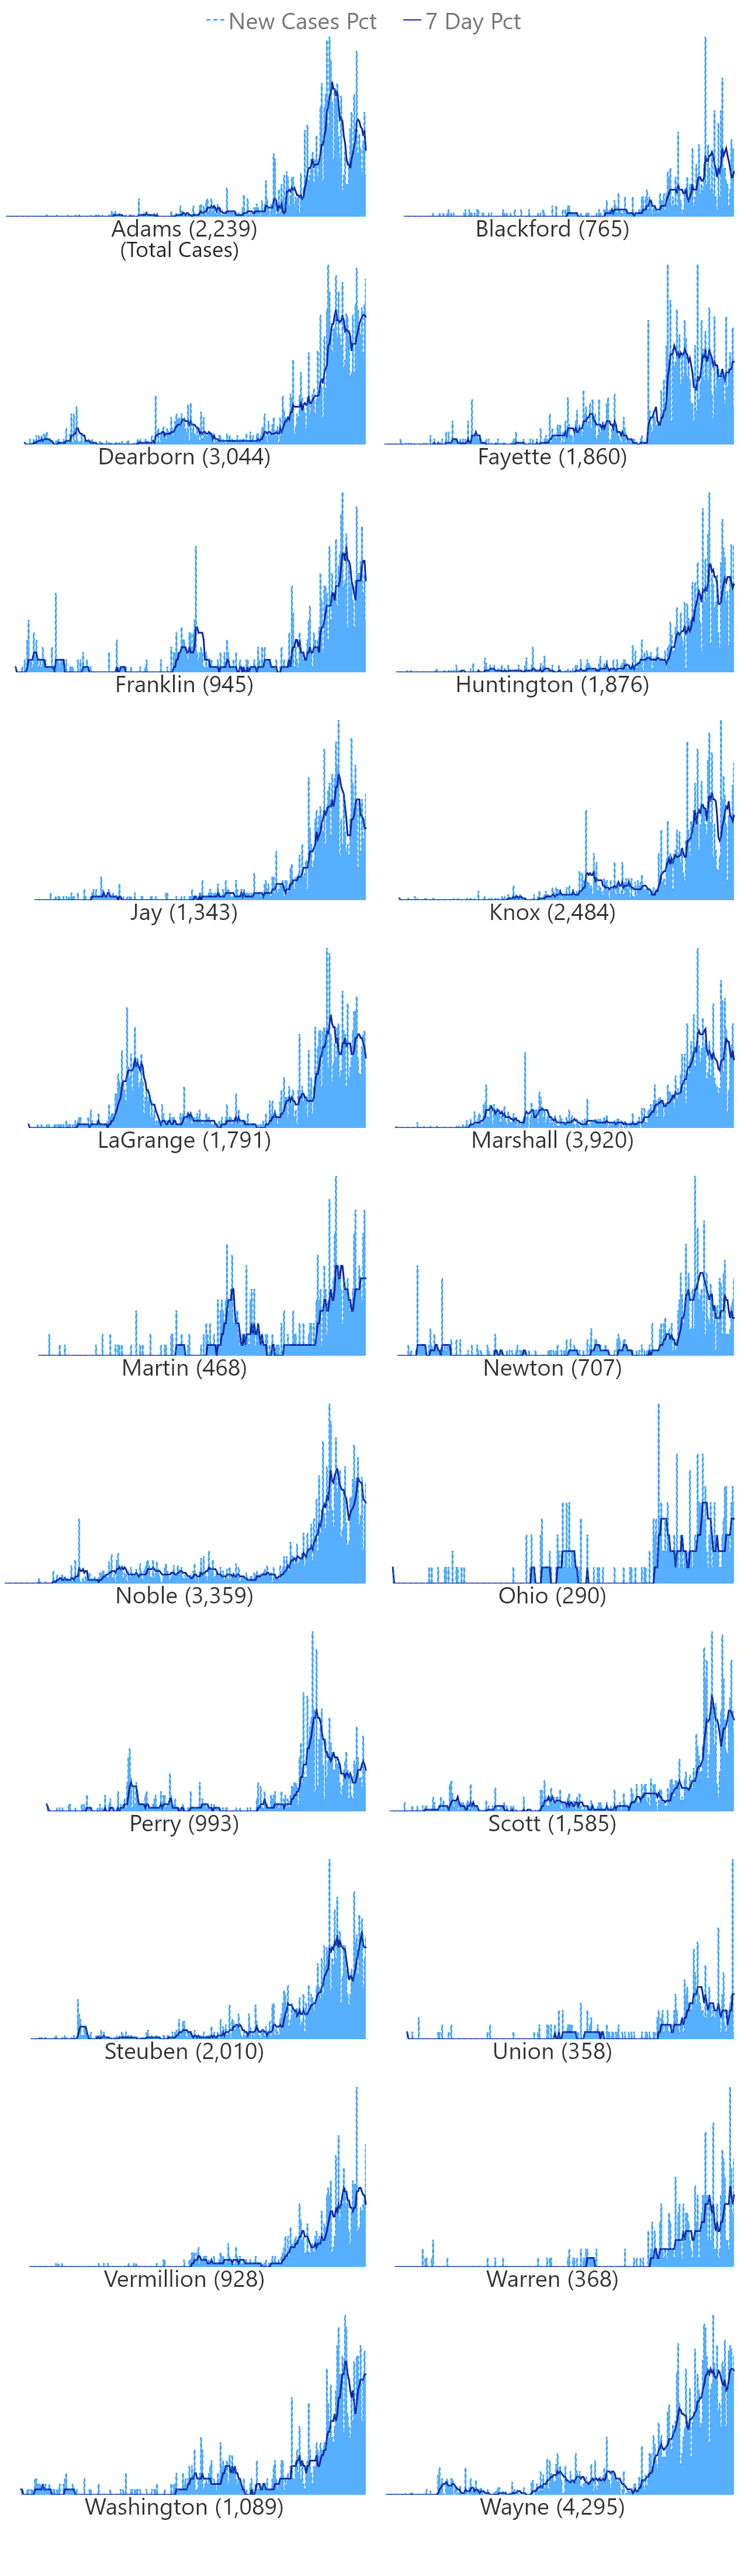 New Cases Pct 7 Day Pct
Adams (2,239) Blackford (765)
(Total Cases)
Dearborn (3,044) Fayette (1,860)
Franklin (945) Huntington (1,876)
Jay (1,343) Knox (2,484)
LaGrange (1,791) Marshall (3,920)
Martin (468) Newton (707)
Noble (3,359) Ohio (290)
Perry (993) Scott (1,585)
Steuben (2,010) Union (358)
Vermillion (928) Warren (368)
Washington (1,089) Wayne (4,295)